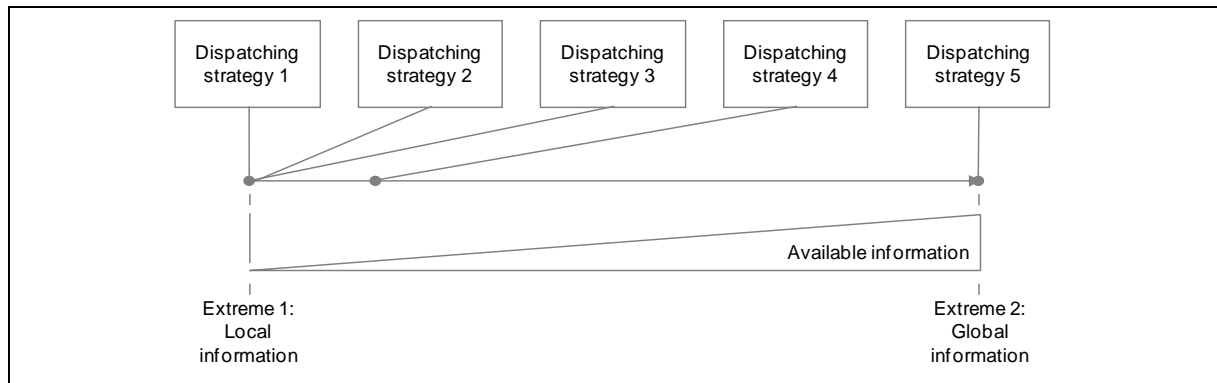 Dispatching
strategy 1
Dispatching
strategy 2
Dispatching
strategy 3
Dispatching
strategy 4
Dispatching
strategy 5
Available information
Extreme 1:
Local
information
Extreme 2:
Global
information